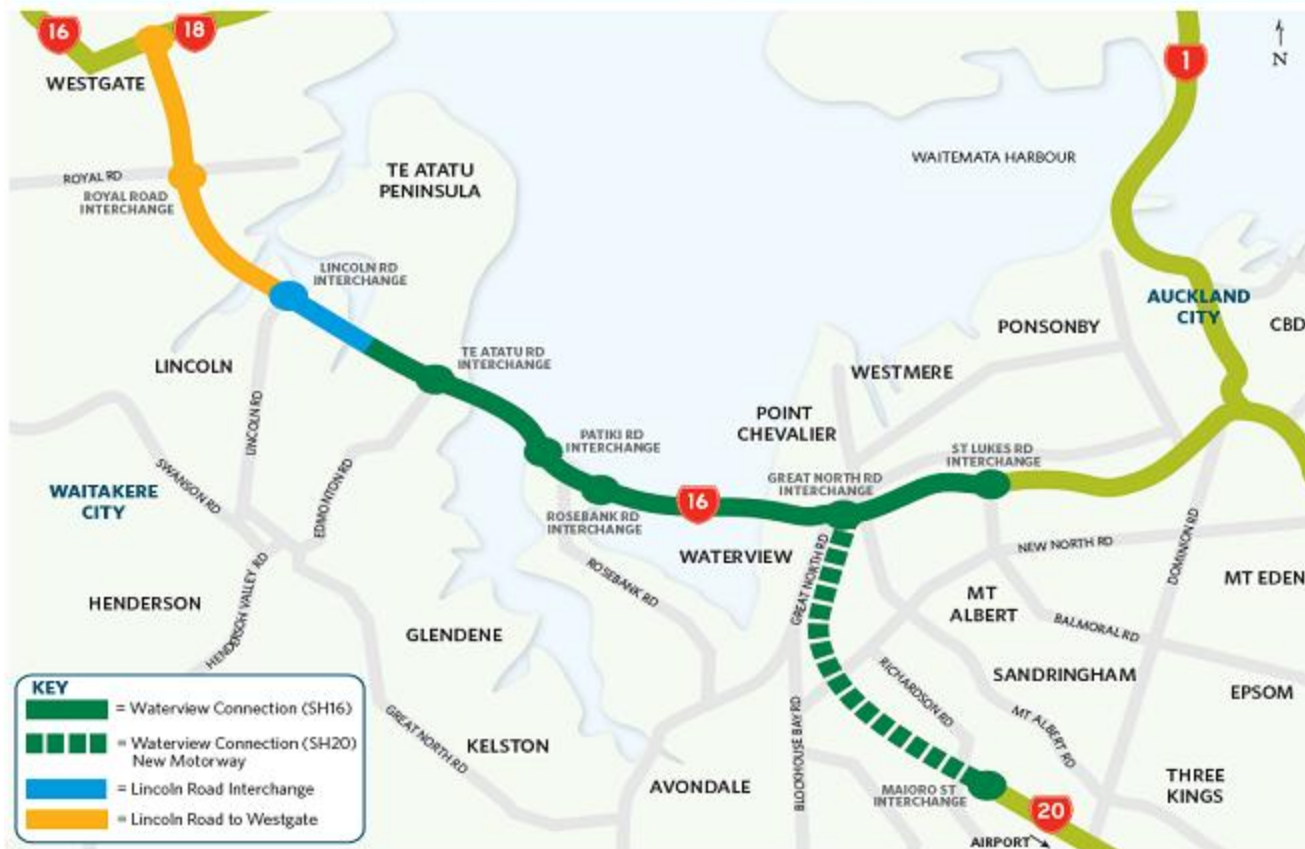 16
18
1
N
WESTGATE
ROYAL RD
ROYAL ROAD
INTERCHANGE
TE ATATU
PENINSULA
WAITEMATA HARBOUR
LINCOLN RD
INTERCHANGE
AUCKLAND
CITY
CBD
PONSONBY
LINCOLN
TE ATATU RD
INTERCHANGE
WESTMERE
LINCOLN RD
POINT
CHEVALIER
PATIKI RD
INTERCHANGE
ST LUKES RD
INTERCHANGE
SWANSON RD
EDMONTON RD
WAITAKERE
CITY
GREAT NORTH RD
INTERCHANGE
16
ROSEBANK RD
INTERCHANGE
WATERVIEW
NEW NORTH RD
DOMINION RD
GREAT NORTH RD
ROSEBANK RD
MT EDEN
HENDERSON
HENDERSON VALLEY RD
MT
ALBERT
BALMORAL RD
GLENDENE
RICHARDSON RD
SANDRINGHAM
EPSOM
KEY
= Waterview Connection (SH16)
= Waterview Connection (SH20)
New Motorway
= Lincoln Road Interchange
= Lincoln Road to Westgate
GREAT NORTH RD
KELSTON
MT ALBERT RD
BLOCKHOUSE BAY RD
AVONDALE
MAIORO ST
INTERCHANGE
THREE
KINGS
20
AIRPORT